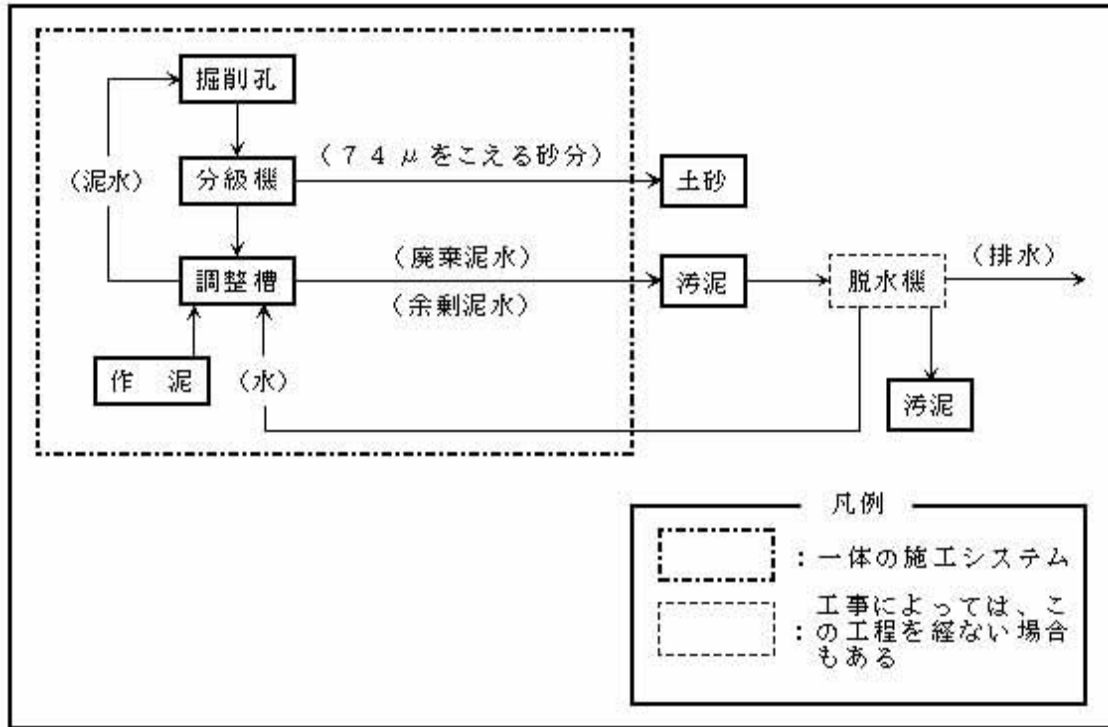 掘削孔
(74μをこえる砂分)
(泥水)
分級機
土砂
(廃棄泥水)
(排水)
調整槽
汚泥
脱水機
(余剰泥水)
作 泥
(水)
汚泥
凡例
:一体の施工システム
工事によっては、こ
:の工程を経ない場合
もある